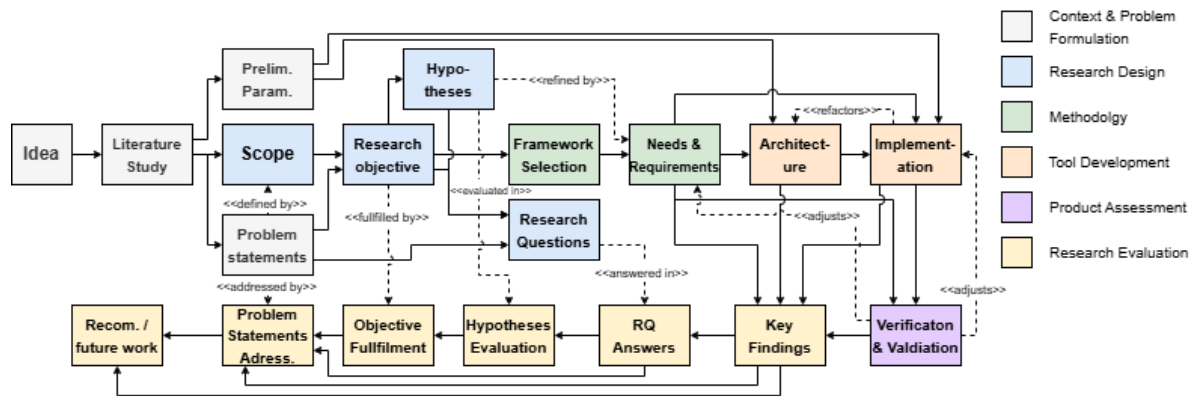 Prelim.
Param.
Hypo-
theses
<<refined by>>
<<refactors>>
Idea
Literature
Study
Scope
Research
objective
Framework
Selection
Needs &
Requirements
Architect-
ure
Implement-
ation
<<defined by>>
<<fullfilled by>>
<<evaluated in>>
<<adjusts>>
Problem
statements
Research
Questions
<<addressed by>>
<<answered in>>
<<adjusts>>
Recom. /
future work
Problem
Statements
Adress.
Objective
Fullfilment
Hypotheses
Evaluation
RQ
Answers
Key
Findings
Verificaton
& Valdiation
Context & Problem
Formulation
Research Design
Methodolgy
Tool Development
Product Assessment
Research Evaluation